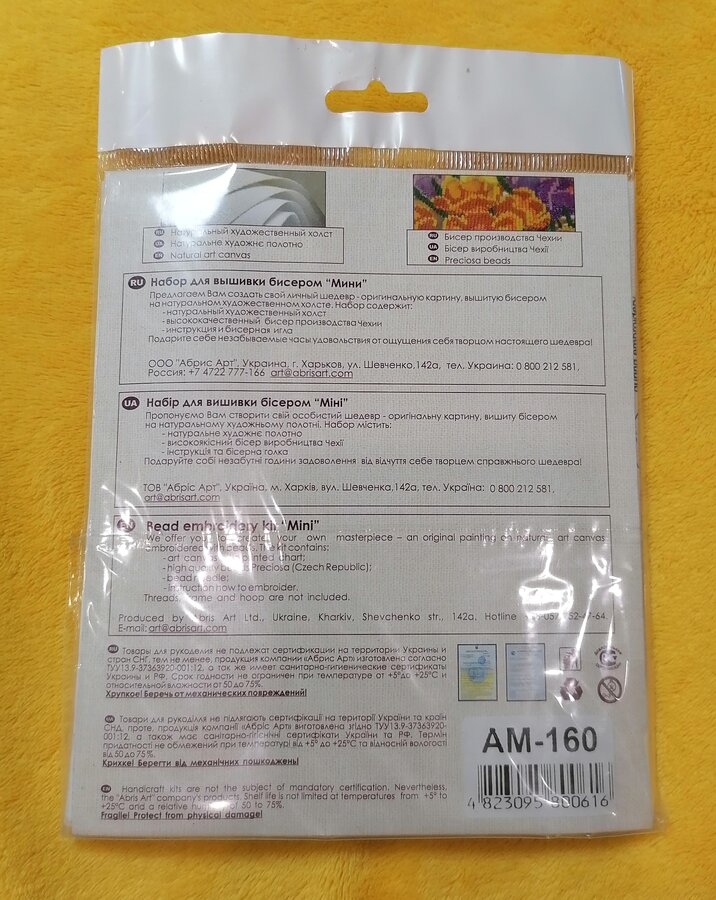 RU Натуральный художественный холст
UA Натуральне художнє полотно
EN Natural art canvas
RU Бисер производства Чехии
UA Бісер виробництва Чехії
EN Preciosa beads
RU Набор для вышивки бисером "Мини"
Предлагаем Вам создать свой личный шедевр - оригинальную картину, вышитую бисером
на натуральном художественном холсте. Набор содержит:
- натуральный художественный холст
- высококачественный бисер производства Чехии
- инструкция и бисерная игла
Подарите себе незабываемые часы удовольствия от ощущения себя творцом настоящего шедевра!
ООО "Абрис Арт", Украина, г. Харьков, ул. Шевченко,142а, тел. Украина: 0 800 212 581,
Россия: +7 4722 777-166 art@abrisart.com
UA Набір для вишивки бісером "Міні"
Пропонуємо Вам створити свій особистий шедевр - оригінальну картину, вишиту бісером
на натуральному художньому полотні. Набір містить:
- натуральне художнє полотно
- високоякісний бісер виробництва Чехії
- інструкція та бісерна голка
Подаруйте собі незабутні години задоволення від відчуття себе творцем справжнього шедевра!
ТОВ "Абріс Арт", Україна, м. Харків, вул. Шевченка,142а, тел. Україна: 0 800 212 581,
art@abrisart.com
Bead embroidery kit "Mini"
We offer you create your own masterpiece – an original painting on natural art canvas
embroidered with beads. The kit contains:
- art canvas printed chart;
- high quality Preciosa (Czech Republic);
- bead needle;
- instruction how to embroider.
Threads, frame and hoop are not included.
Produced by Abris Art Ltd., Ukraine, Kharkiv, Shevchenko str., 142a. Hotline
E-mail: art@abrisart.com
RU Товары для рукоделия не подлежат сертификации на территории Украины и
стран СНГ, тем не менее, продукция компании «Абрис Арт» изготовлена согласно
ТУУ13.9-37363920-001:12, а так же имеет санитарно-гигиенические сертификаты
Украины и РФ. Срок годности не ограничен при температуре от +5°до +25°С и
относительной влажности от 50 до 75%.
Хрупкое! Беречь от механических повреждений!
UA Товари для рукоділля не підлягають сертифікації на території України та країн
СНД, проте, продукція компанії «Абріс Арт» виготовлена згідно ТУУ13.9-37363920-
001:12, а також має санітарно-гігієнічні сертифікати України та РФ. Термін
придатності не обмежений при температурі від +5° до +25°С та відносній вологості
від 50 до 75 %.
Крихке! Берегти від механічних пошкоджень!
EN Handicraft kits are not the subject of mandatory certification. Nevertheless,
the "Abris Art" company's products. Shelf life is not limited at temperatures from +5° to
+25°C and a relative humidity of 50 to 75%.
Fragile! Protect from physical damage!
AM-160
4 823095 800616